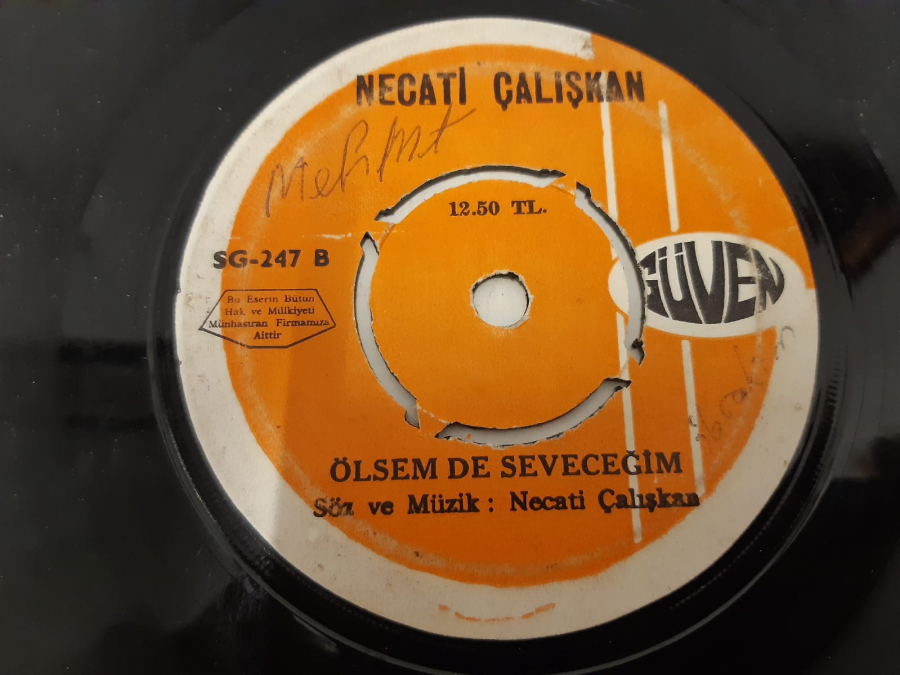 NECATİ ÇALIŞKAN
Mehmet
12.50 TL.
SG-247 B
GÜVEN
Bu Eserin Bütün
Hak ve Mülkiyeti
Münhasıran Firmamıza
Aittir
ÖLSEM DE SEVECEĞİM
Söz ve Müzik : Necati Çalışkan